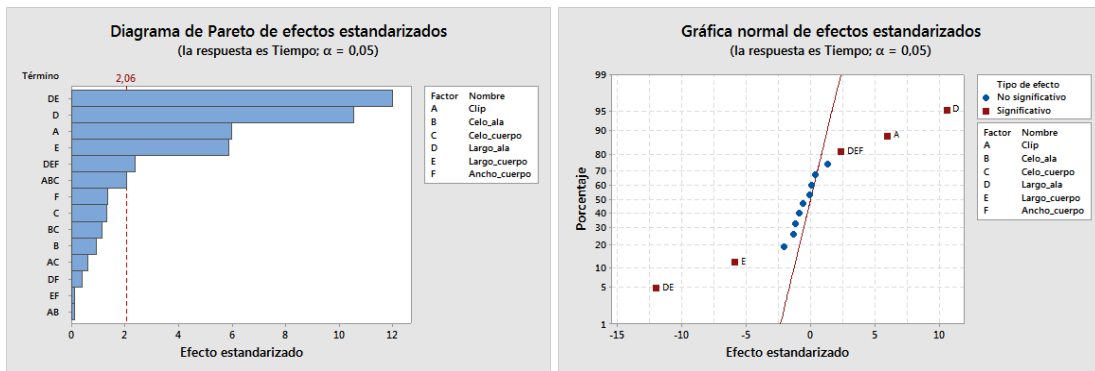 Diagrama de Pareto de efectos estandarizados
(la respuesta es Tiempo; α = 0,05)
Término
2,06
DE
D
A
E
DEF
ABC
F
C
BC
B
AC
DF
EF
AB
0 2 4 6 8 10 12
Efecto estandarizado
Factor Nombre
A Clip
B Celo_ala
C Celo_cuerpo
D Largo_ala
E Largo_cuerpo
F Ancho_cuerpo
Gráfica normal de efectos estandarizados
(la respuesta es Tiempo; α = 0,05)
Porcentaje
99
95
90
80
70
60
50
40
30
20
10
5
1
D
A
DEF
E
DE
-15 -10 -5 0 5 10
Efecto estandarizado
Tipo de efecto
No significativo
Significativo
Factor Nombre
A Clip
B Celo_ala
C Celo_cuerpo
D Largo_ala
E Largo_cuerpo
F Ancho_cuerpo